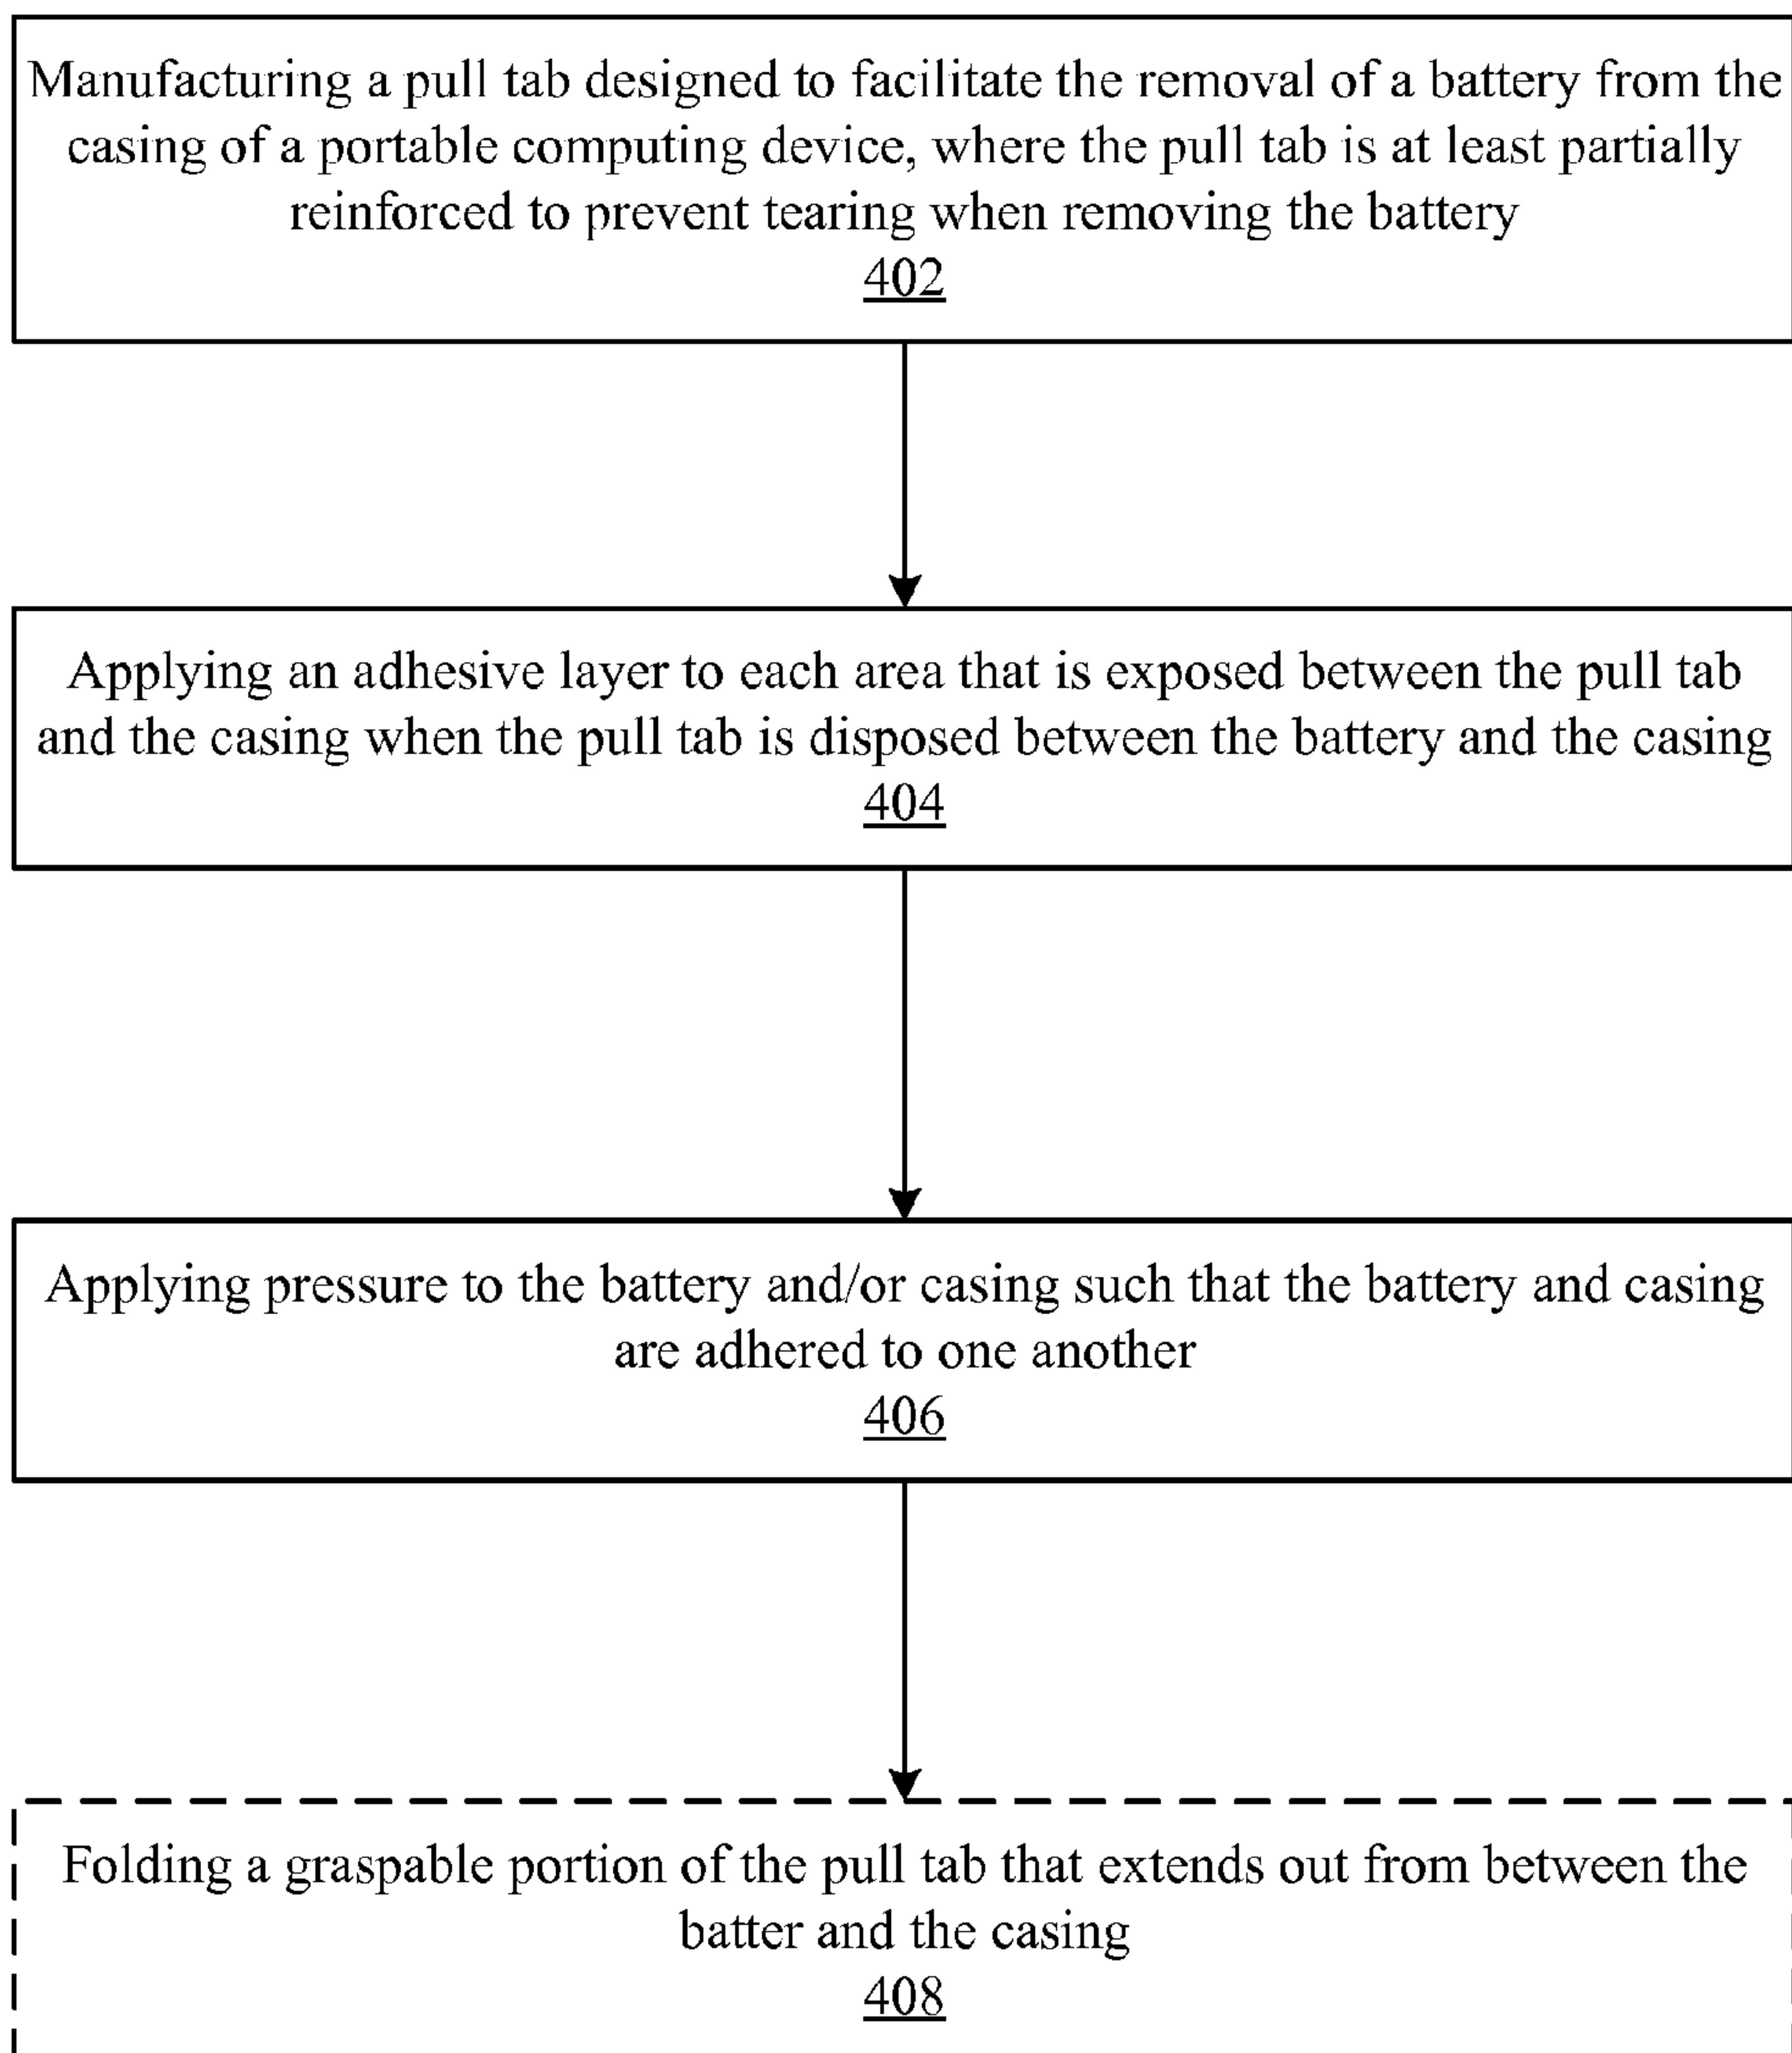 Manufacturing a pull tab designed to facilitate the removal of a battery from the
casing of a portable computing device, where the pull tab is at least partially
reinforced to prevent tearing when removing the battery
402
Applying an adhesive layer to each area that is exposed between the pull tab
and the casing when the pull tab is disposed between the battery and the casing
404
Applying pressure to the battery and/or casing such that the battery and casing
are adhered to one another
406
Folding a graspable portion of the pull tab that extends out from between the
batter and the casing
408